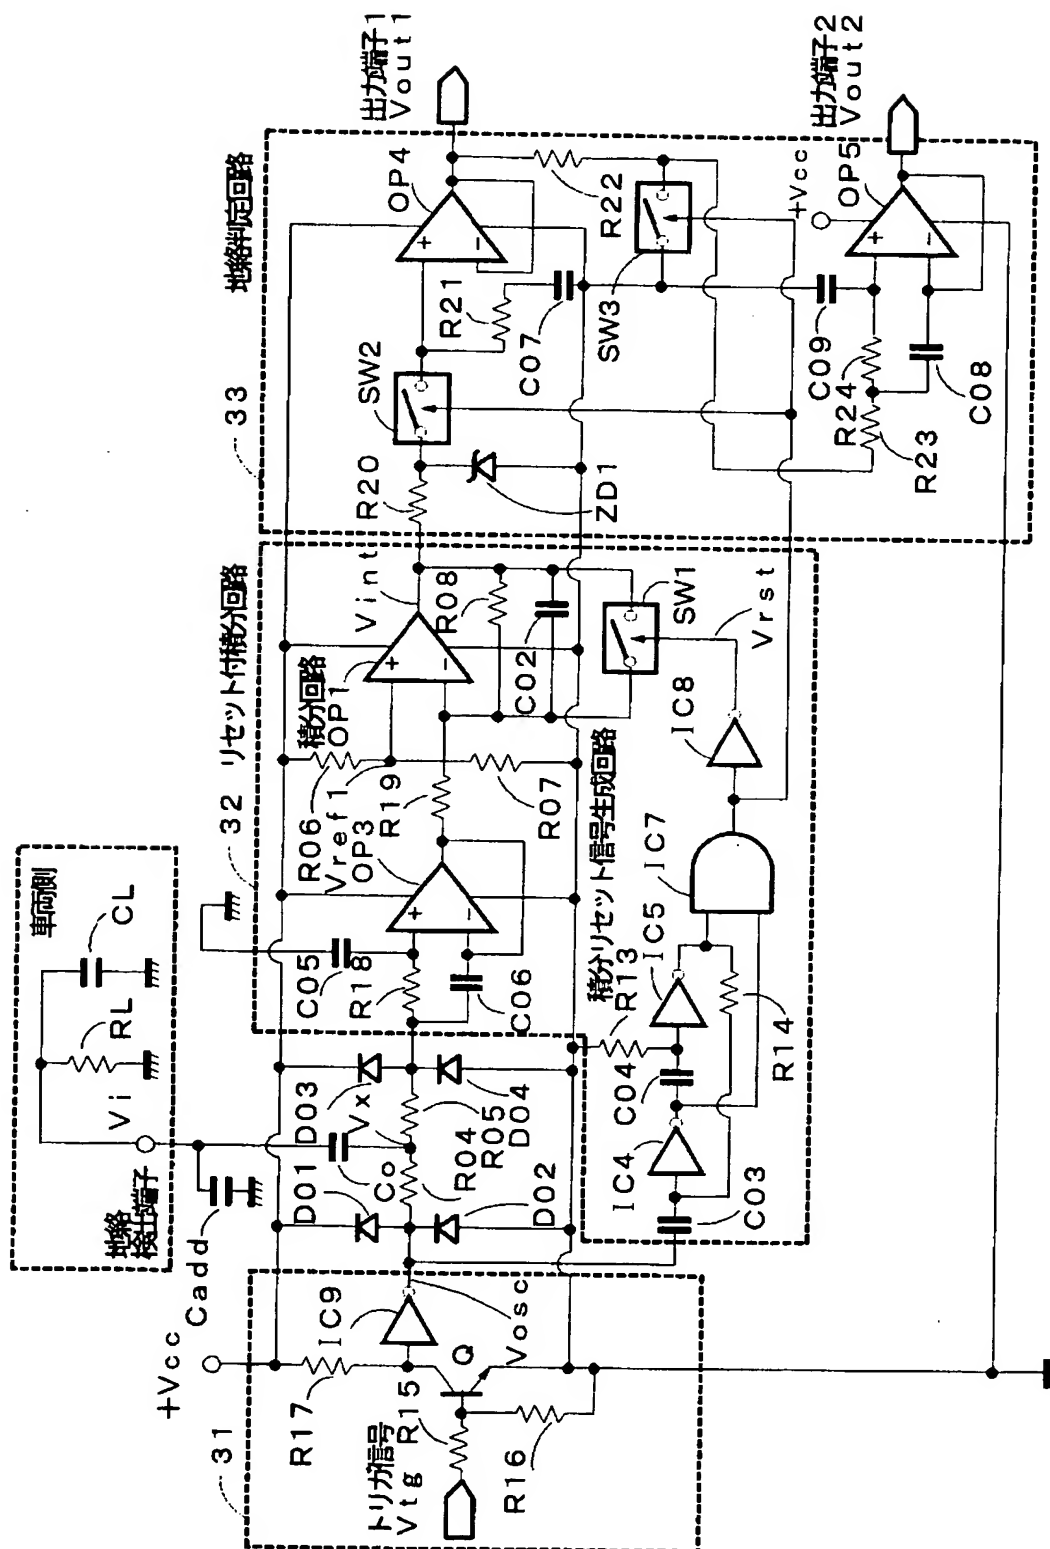 31
+Vcc
R17
IC9
トリガ信号
Vtg
R15
Q
R16
Vosc
車両側
CL
RL
Vi
地絡
検出端子
Cadd
D01
D02
Co
Vx
D03
R04
R05
D04
32
リセット付積分回路
C05
R18
C06
OP3
R06
Vref1
R19
R07
積分回路
OP1
Vint
R08
C02
SW1
Vrst
積分リセット信号生成回路
C03
IC4
C04
R13
IC5
R14
IC7
IC8
33
地絡判定回路
R20
ZD1
SW2
R21
C07
OP4
R22
SW3
出力端子1
Vout1
C09
R24
R23
C08
+Vcc
OP5
出力端子2
Vout2